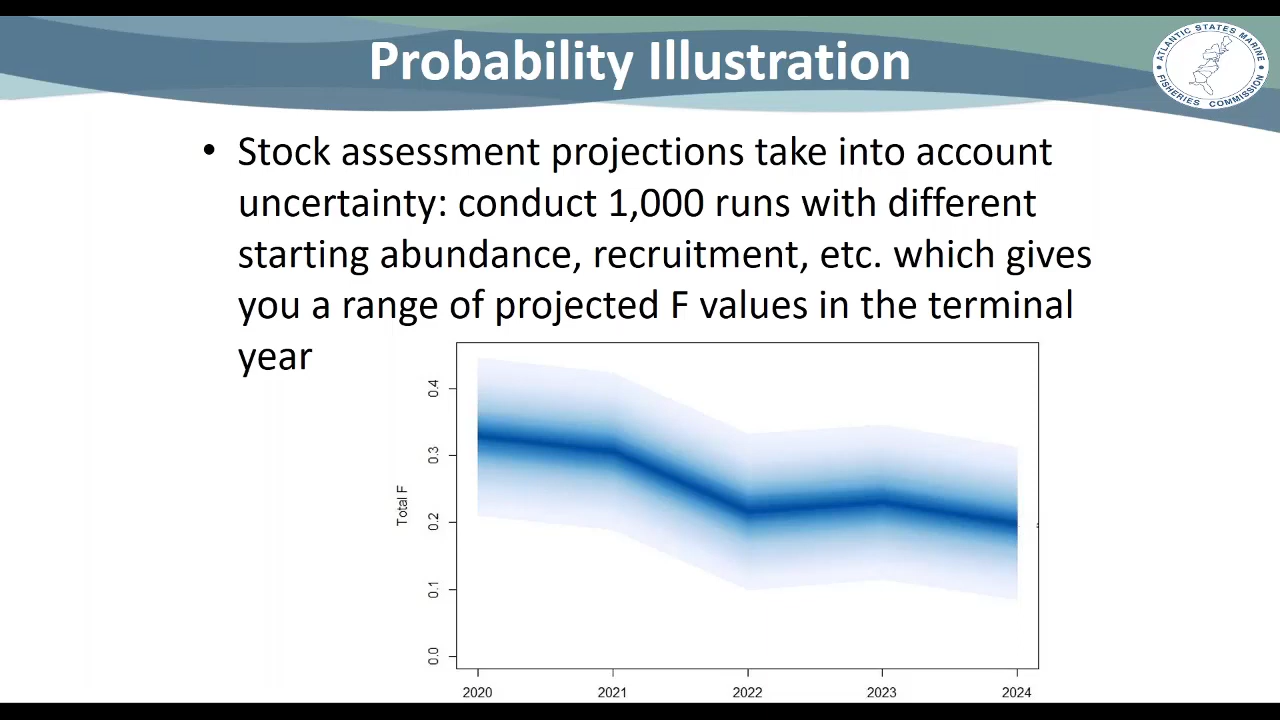 Probability Illustration
ATLANTIC STATES MARINE
FISHERIES COMMISSION
• Stock assessment projections take into account
uncertainty: conduct 1,000 runs with different
starting abundance, recruitment, etc. which gives
you a range of projected F values in the terminal
year
Total F
0.4
0.3
0.2
0.1
0.0
2020 2021 2022 2023 2024